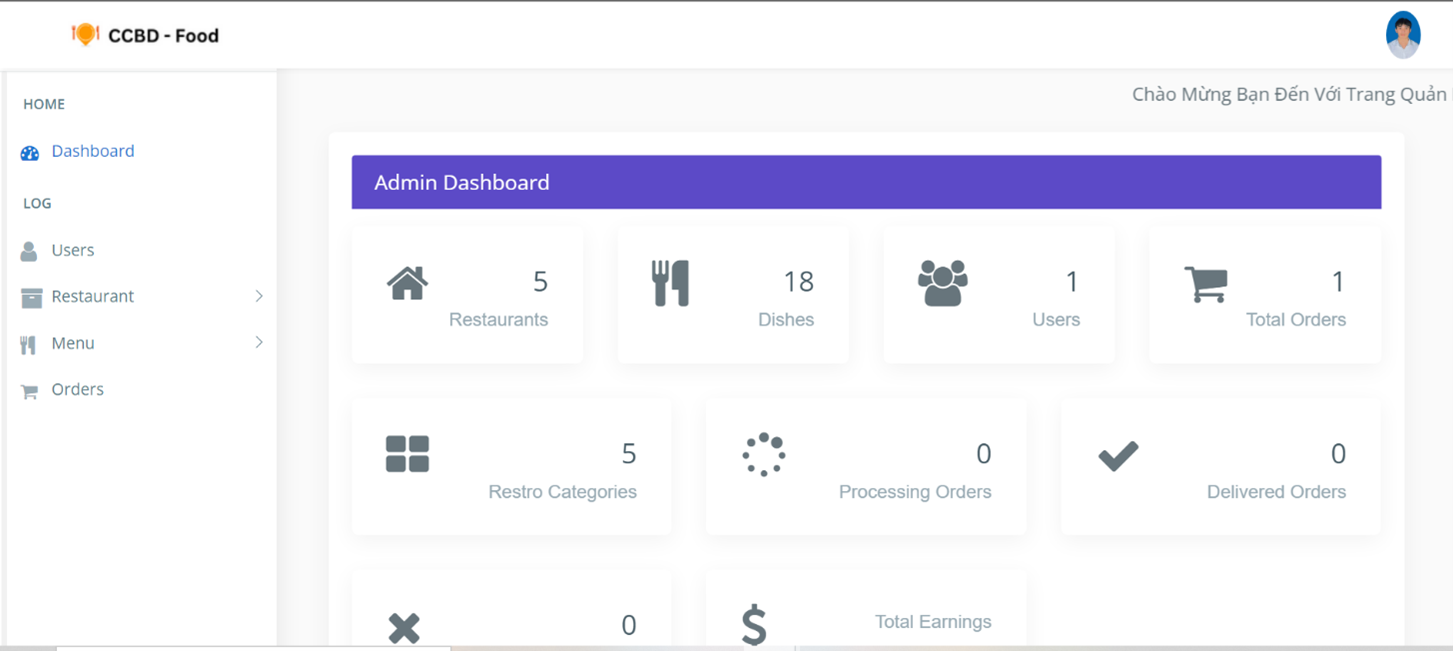 CCBD - Food
Chào Mừng Bạn Đến Với Trang Quản
HOME
Dashboard
LOG
Users
Restaurant
Menu
Orders
Admin Dashboard
5
Restaurants
18
Dishes
1
Users
1
Total Orders
5
Restro Categories
0
Processing Orders
0
Delivered Orders
0
Total Earnings